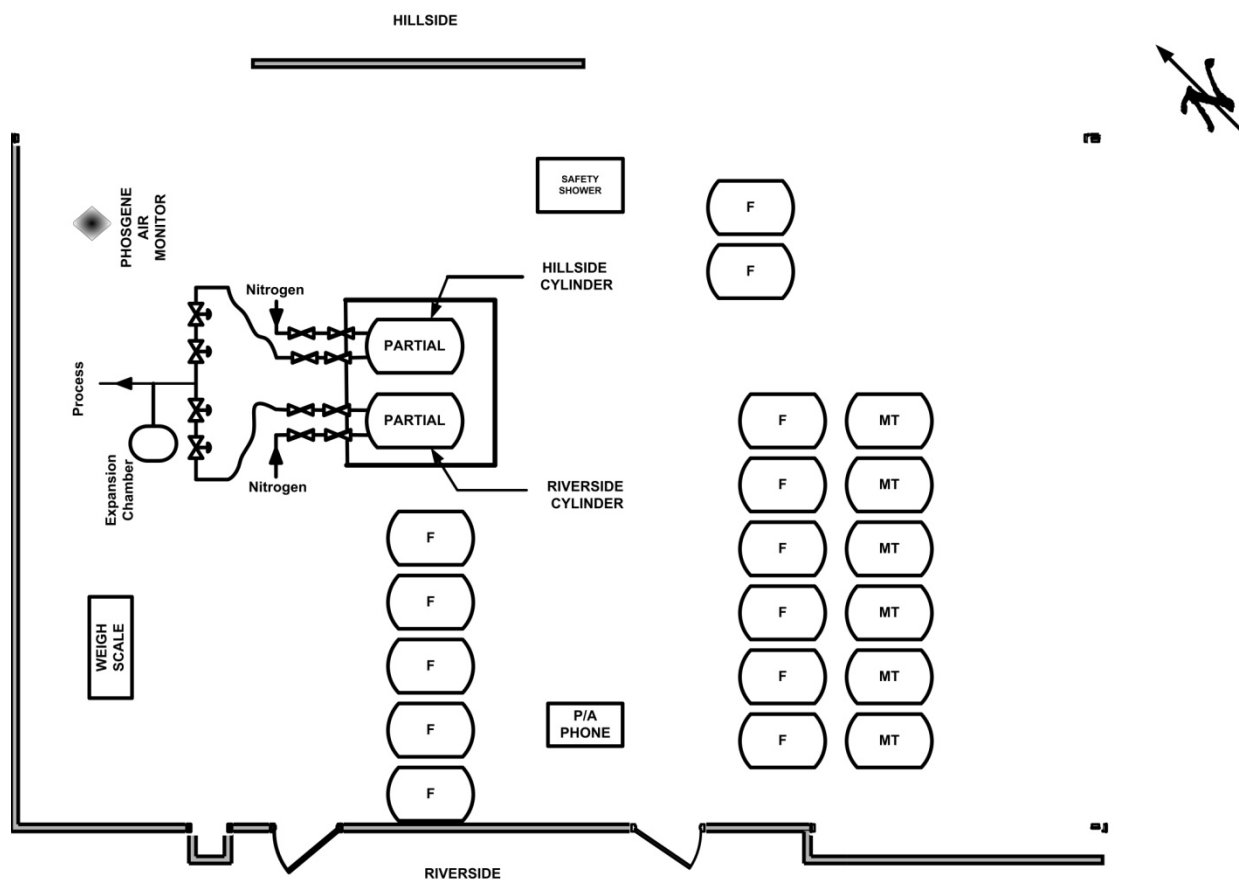 HILLSIDE
N
SAFETY
SHOWER
PHOSGENE
AIR
MONITOR
F
F
HILLSIDE
CYLINDER
Nitrogen
PARTIAL
Process
PARTIAL
F
MT
Expansion
Chamber
Nitrogen
RIVERSIDE
CYLINDER
F
MT
F
F
MT
F
F
MT
WEIGH
SCALE
F
F
MT
F
P/A
PHONE
F
MT
F
RIVERSIDE